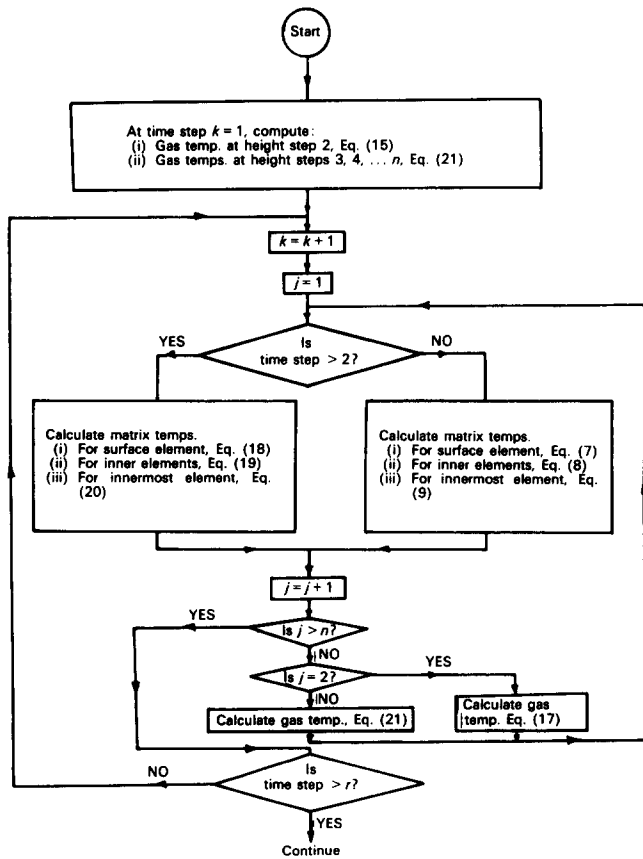 Start
At time step k = 1, compute:
(i) Gas temp. at height step 2, Eq. (15)
(ii) Gas temps. at height steps 3, 4, ... n, Eq. (21)
k = k + 1
j = 1
Is
time step > 2?
YES
NO
Calculate matrix temps.
(i) For surface element, Eq. (18)
(ii) For inner elements, Eq. (19)
(iii) For innermost element, Eq.
(20)
Calculate matrix temps.
(i) For surface element, Eq. (7)
(ii) For inner elements, Eq. (8)
(iii) For innermost element, Eq.
(9)
j = j + 1
YES
Is j > n?
NO
Is j = 2?
YES
NO
Calculate gas temp., Eq. (21)
Calculate gas
temp. Eq. (17)
NO
Is
time step > r?
YES
Continue